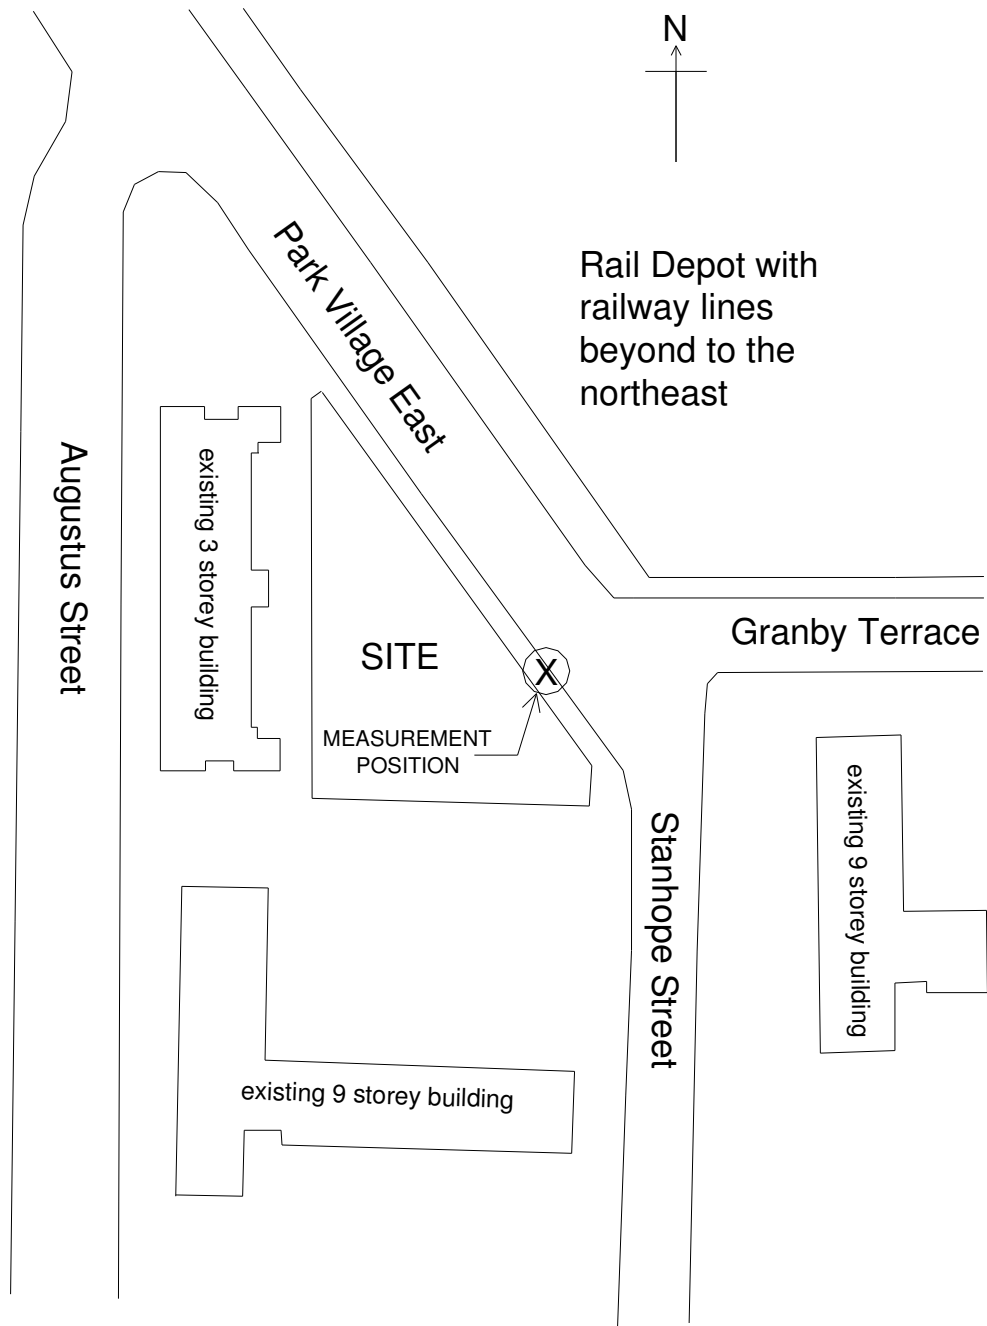 N
Park Village East
Rail Depot with
railway lines
beyond to the
northeast
Augustus Street
existing 3 storey building
SITE
X
MEASUREMENT
POSITION
Granby Terrace
Stanhope Street
existing 9 storey building
existing 9 storey building